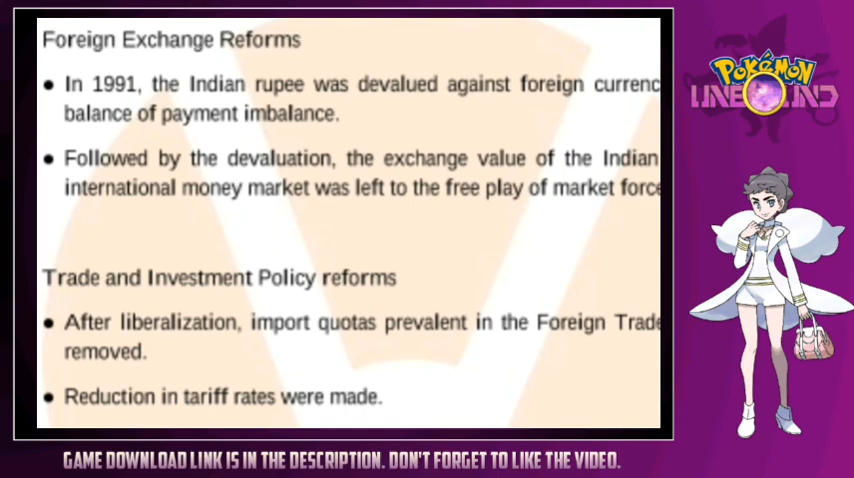 Foreign Exchange Reforms
● In 1991, the Indian rupee was devalued against foreign currenc
balance of payment imbalance.
● Followed by the devaluation, the exchange value of the Indian
international money market was left to the free play of market force
Trade and Investment Policy reforms
● After liberalization, import quotas prevalent in the Foreign Trade
removed.
● Reduction in tariff rates were made.
POKéMON
UNBOUND
GAME DOWNLOAD LINK IS IN THE DESCRIPTION. DON'T FORGET TO LIKE THE VIDEO.